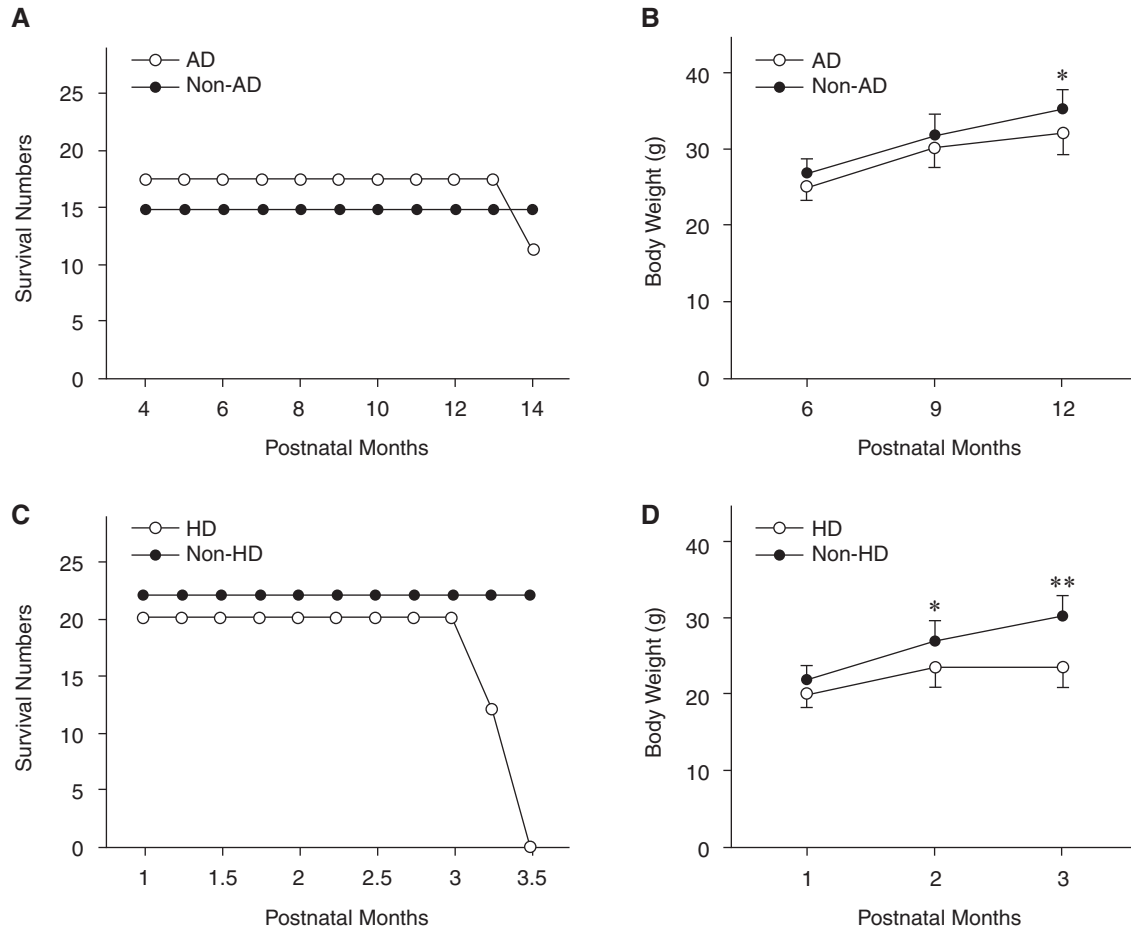 A
AD
Non-AD
25
20
15
10
5
0
Survival Numbers
4 6 8 10 12 14
Postnatal Months
B
AD
Non-AD
*
40
30
20
10
0
Body Weight (g)
6 9 12
Postnatal Months
C
HD
Non-HD
25
20
15
10
5
0
Survival Numbers
1 1.5 2 2.5 3 3.5
Postnatal Months
D
HD
Non-HD
* **
40
30
20
10
0
Body Weight (g)
1 2 3
Postnatal Months